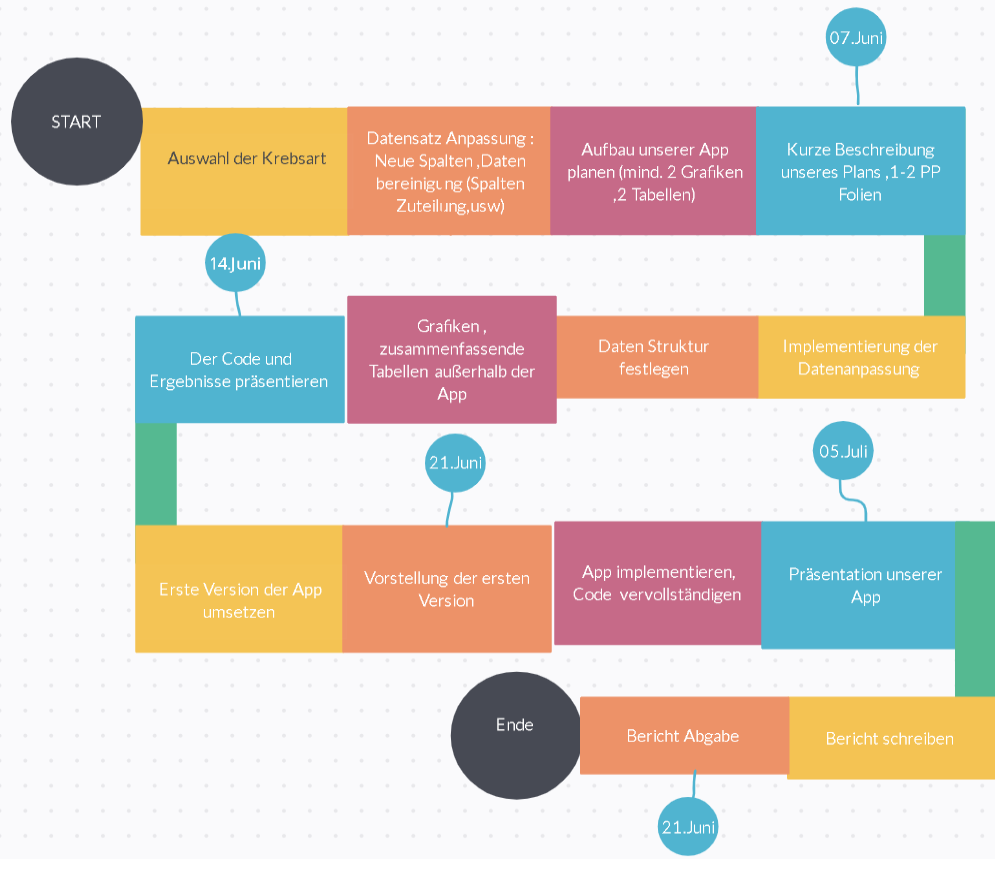 07.Juni
START
Auswahl der Krebsart
Datensatz Anpassung :
Neue Spalten ,Daten
bereinigung (Spalten
Zuteilung,usw)
Aufbau unserer App
planen (mind. 2 Grafiken
,2 Tabellen)
Kurze Beschreibung
unseres Plans ,1-2 PP
Folien
14.Juni
Der Code und
Ergebnisse präsentieren
Grafiken ,
zusammenfassende
Tabellen außerhalb der
App
Daten Struktur
festlegen
Implementierung der
Datenanpassung
21.Juni
05.Juli
Erste Version der App
umsetzen
Vorstellung der ersten
Version
App implementieren,
Code vervollständigen
Präsentation unserer
App
Ende
Bericht Abgabe
Bericht schreiben
21.Juni